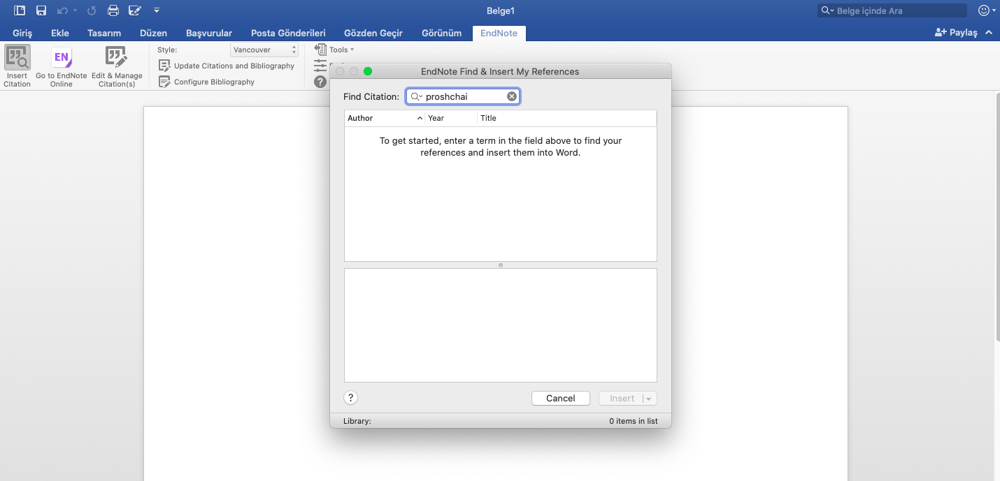 Belge1
Belge içinde Ara
Giriş Ekle Tasarım Düzen Başvurular Posta Gönderileri Gözden Geçir Görünüm EndNote Paylaş
Insert Citation
EN
Go to EndNote Online
Edit & Manage Citation(s)
Style: Vancouver
Update Citations and Bibliography
Configure Bibliography
Tools
?
EndNote Find & Insert My References
Find Citation: proshchai
Author Year Title
To get started, enter a term in the field above to find your
references and insert them into Word.
? Cancel Insert
Library: 0 items in list